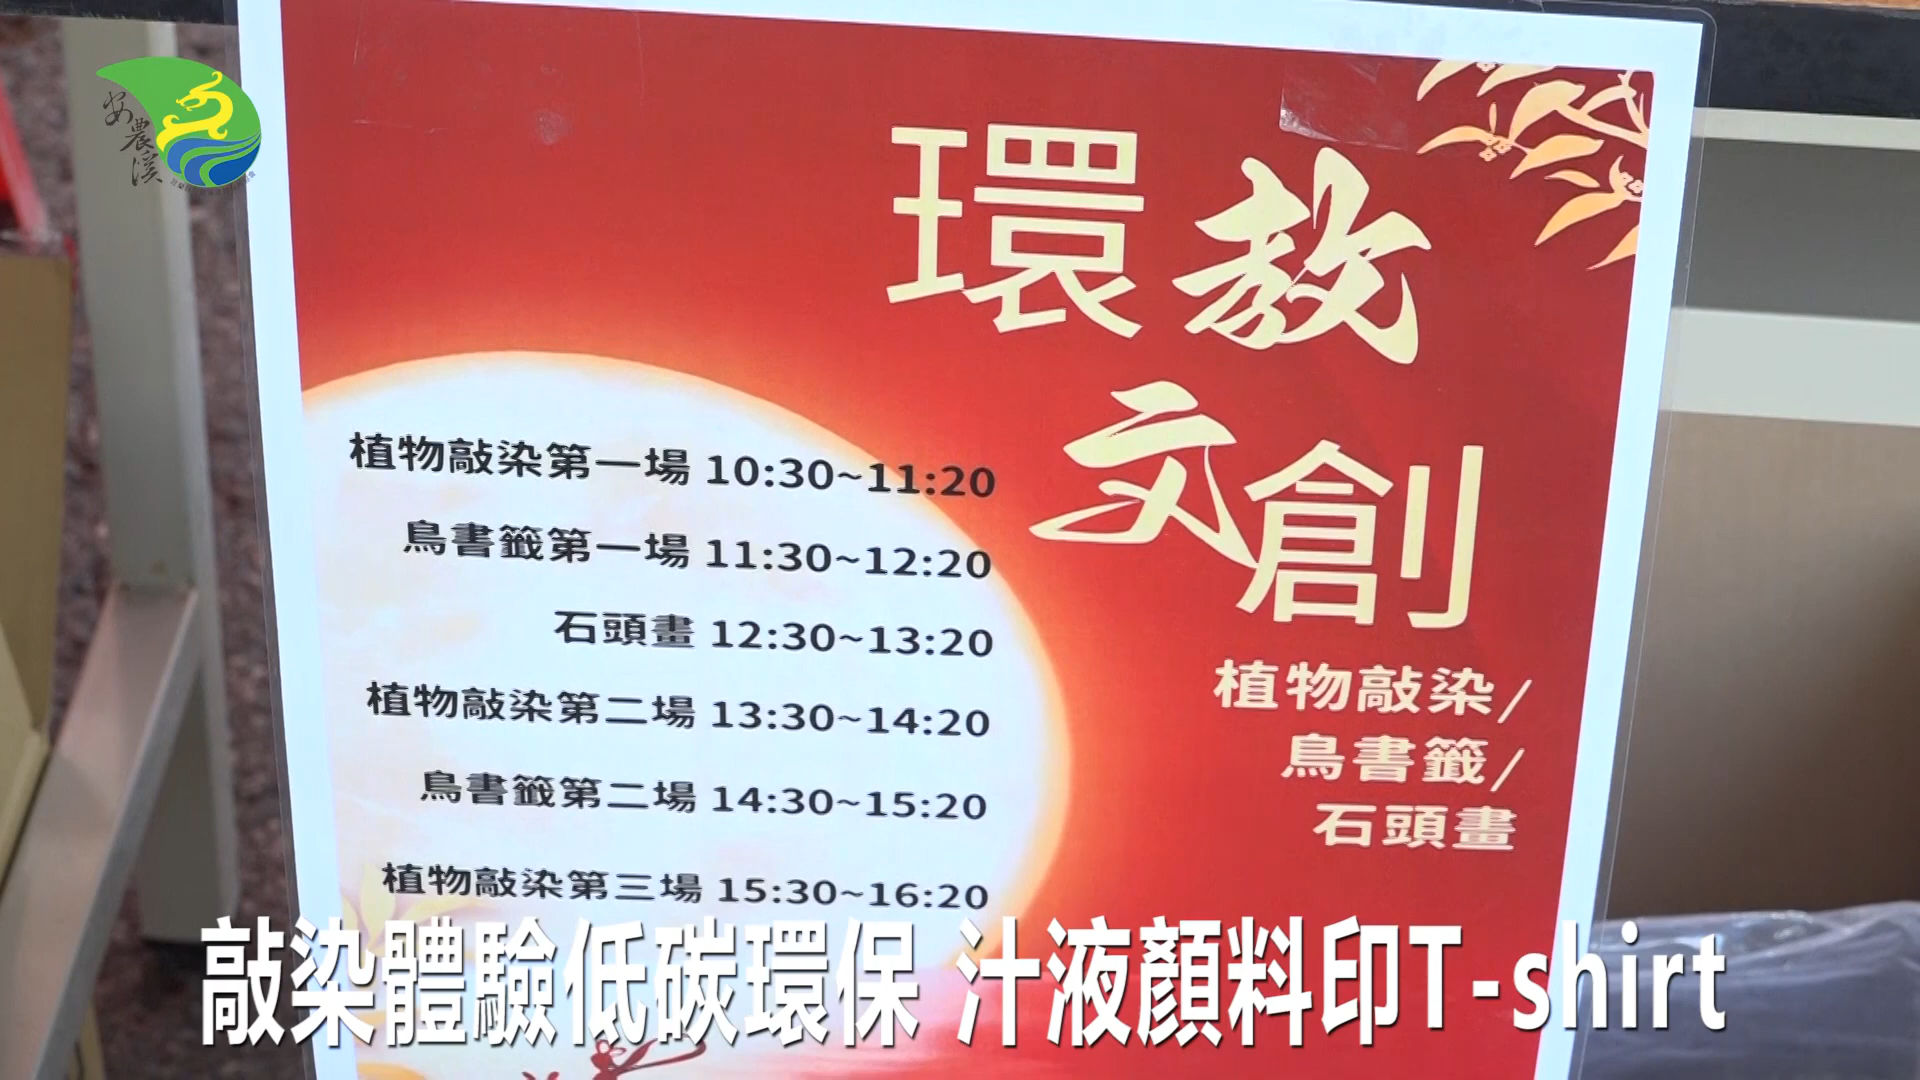 安農溪
環教
文創
植物敲染第一場 10:30~11:20
鳥書籤第一場 11:30~12:20
石頭畫 12:30~13:20
植物敲染第二場 13:30~14:20
鳥書籤第二場 14:30~15:20
植物敲染第三場 15:30~16:20
植物敲染/
鳥書籤/
石頭畫
敲染體驗低碳環保 汁液顏料印T-shirt